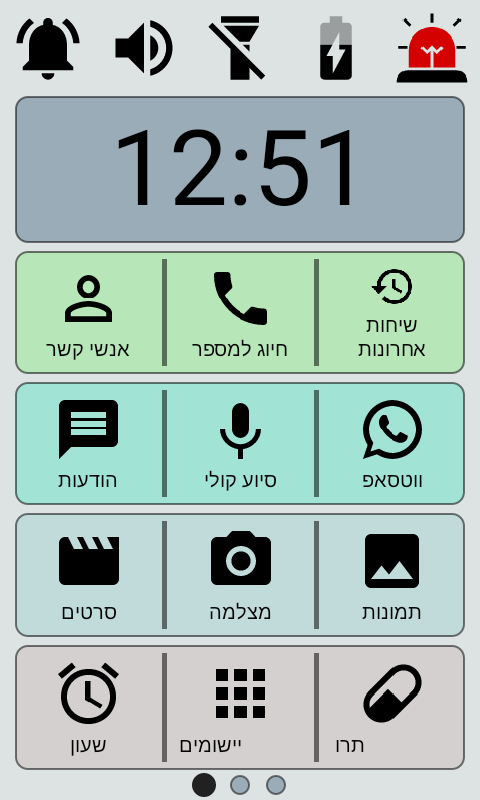 12:51
שיחות
אחרונות
חיוג למספר
אנשי קשר
ווטסאפ
סיוע קולי
הודעות
תמונות
מצלמה
סרטים
תרו
יישומים
שעון